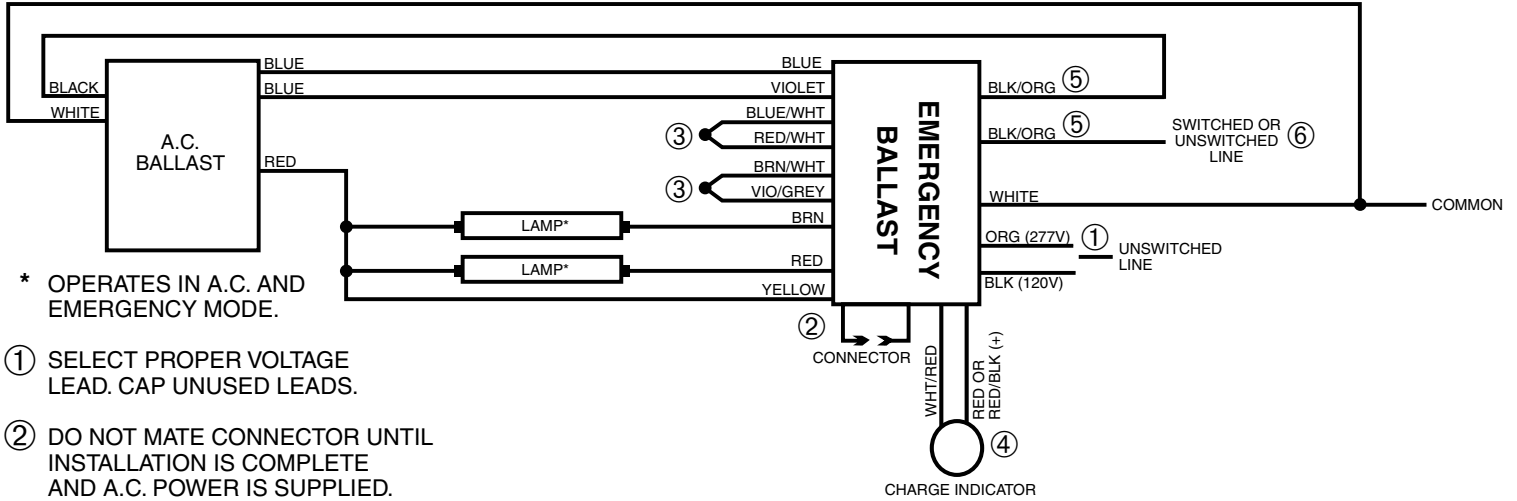 BLUE
BLUE
BLACK
BLUE
VIOLET
BLK/ORG ⑤
WHITE
BLUE/WHT
③
RED/WHT
BLK/ORG ⑤
SWITCHED OR
UNSWITCHED ⑥
LINE
A.C.
BALLAST
RED
BRN/WHT
③
VIO/GREY
EMERGENCY
BALLAST
WHITE
COMMON
LAMP*
BRN
ORG (277V)
①
UNSWITCHED
LINE
LAMP*
RED
BLK (120V)
YELLOW
* OPERATES IN A.C. AND
EMERGENCY MODE.
②
CONNECTOR
WHT/RED
RED OR
RED/BLK (+)
④
CHARGE INDICATOR
① SELECT PROPER VOLTAGE
LEAD. CAP UNUSED LEADS.
② DO NOT MATE CONNECTOR UNTIL
INSTALLATION IS COMPLETE
AND A.C. POWER IS SUPPLIED.